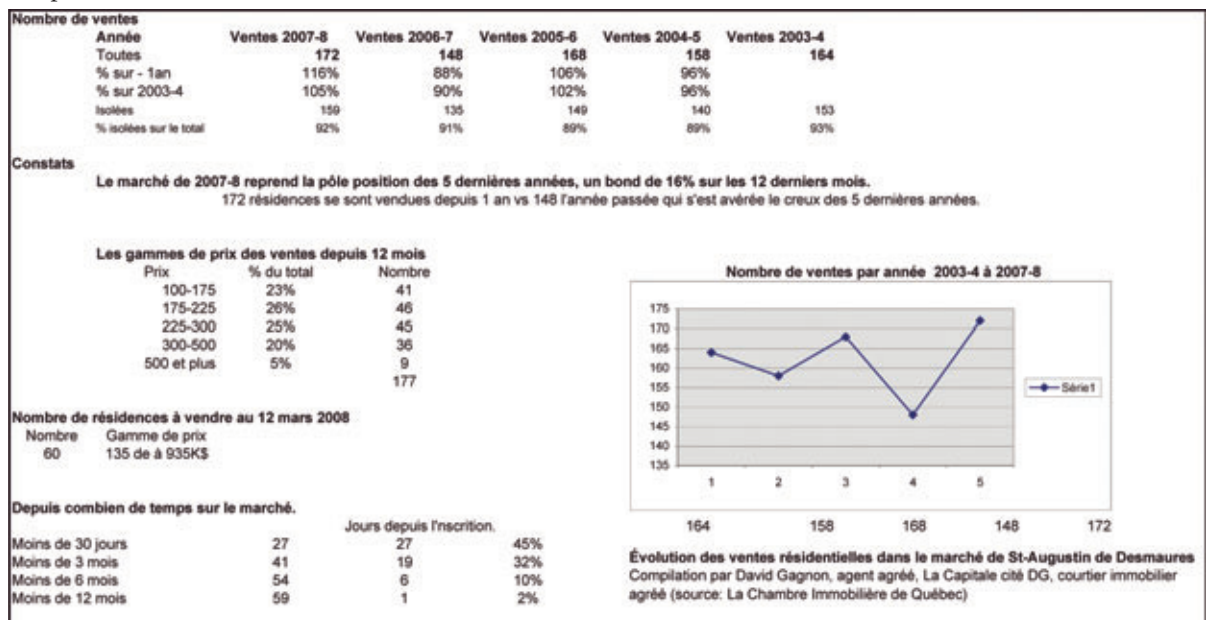 Nombre de ventes
Année Ventes 2007-8 Ventes 2006-7 Ventes 2005-6 Ventes 2004-5 Ventes 2003-4
Toutes 172 148 168 158 164
% sur - 1an 116% 88% 106% 96%
% sur 2003-4 105% 90% 102% 96%
Isolées 159 135 149 140 153
% isolées sur le total 92% 91% 89% 89% 93%
Constats
Le marché de 2007-8 reprend la pôle position des 5 dernières années, un bond de 16% sur les 12 derniers mois.
172 résidences se sont vendues depuis 1 an vs 148 l'année passée qui s'est avérée le creux des 5 dernières années.
Les gammes de prix des ventes depuis 12 mois
Prix % du total Nombre
100-175 23% 41
175-225 26% 46
225-300 25% 45
300-500 20% 36
500 et plus 5% 9
177
Nombre de résidences à vendre au 12 mars 2008
Nombre Gamme de prix
60 135 de à 935K$
Depuis combien de temps sur le marché.
Jours depuis l'nscrition.
Moins de 30 jours 27 27 45%
Moins de 3 mois 41 19 32%
Moins de 6 mois 54 6 10%
Moins de 12 mois 59 1 2%
Nombre de ventes par année 2003-4 à 2007-8
175
170
165
160
155
150
145
140
135
1 2 3 4 5
Série1
164 158 168 148 172
Évolution des ventes résidentielles dans le marché de St-Augustin de Desmaures
Compilation par David Gagnon, agent agréé, La Capitale cité DG, courtier immobilier
agréé (source: La Chambre Immobilière de Québec)